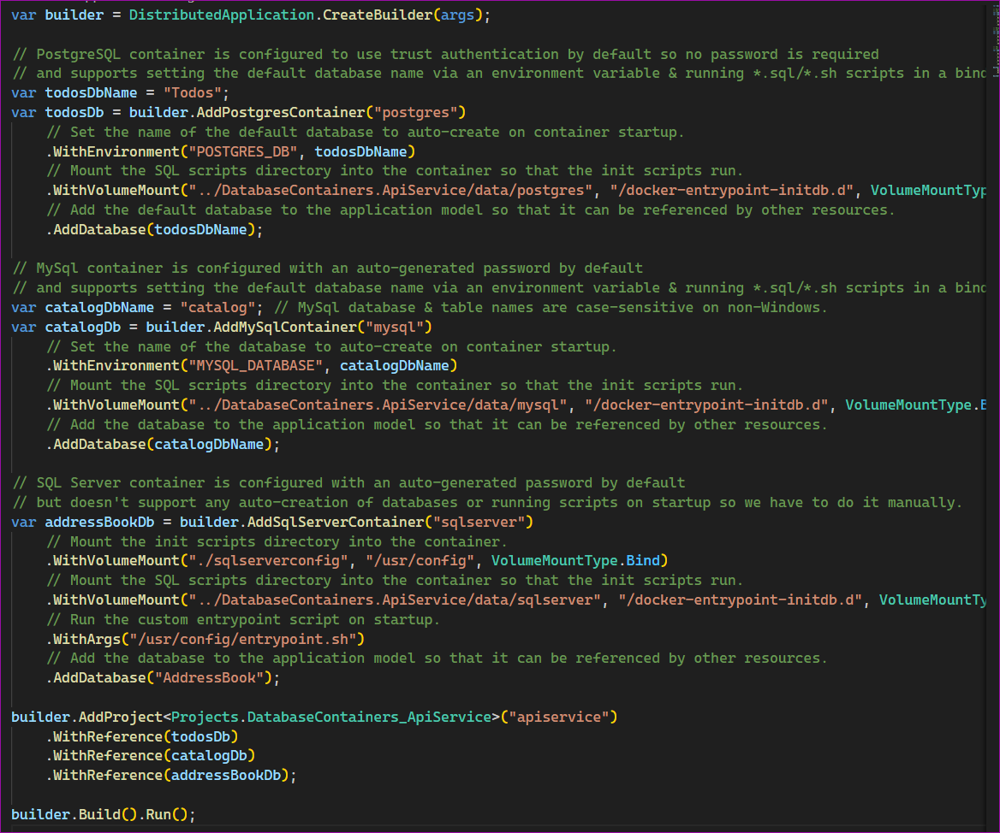 var builder = DistributedApplication.CreateBuilder(args);
// PostgreSQL container is configured to use trust authentication by default so no password is required
// and supports setting the default database name via an environment variable & running *.sql/*.sh scripts in a bind
var todosDbName = "Todos";
var todosDb = builder.AddPostgresContainer("postgres")
// Set the name of the default database to auto-create on container startup.
.WithEnvironment("POSTGRES_DB", todosDbName)
// Mount the SQL scripts directory into the container so that the init scripts run.
.WithVolumeMount("../DatabaseContainers.ApiService/data/postgres", "/docker-entrypoint-initdb.d", VolumeMountTyp
// Add the default database to the application model so that it can be referenced by other resources.
.AddDatabase(todosDbName);
// MySql container is configured with an auto-generated password by default
// and supports setting the default database name via an environment variable & running *.sql/*.sh scripts in a bind
var catalogDbName = "catalog"; // MySql database & table names are case-sensitive on non-Windows.
var catalogDb = builder.AddMySqlContainer("mysql")
// Set the name of the database to auto-create on container startup.
.WithEnvironment("MYSQL_DATABASE", catalogDbName)
// Mount the SQL scripts directory into the container so that the init scripts run.
.WithVolumeMount("../DatabaseContainers.ApiService/data/mysql", "/docker-entrypoint-initdb.d", VolumeMountType.B
// Add the database to the application model so that it can be referenced by other resources.
.AddDatabase(catalogDbName);
// SQL Server container is configured with an auto-generated password by default
// but doesn't support any auto-creation of databases or running scripts on startup so we have to do it manually.
var addressBookDb = builder.AddSqlServerContainer("sqlserver")
// Mount the init scripts directory into the container.
.WithVolumeMount("./sqlserverconfig", "/usr/config", VolumeMountType.Bind)
// Mount the SQL scripts directory into the container so that the init scripts run.
.WithVolumeMount("../DatabaseContainers.ApiService/data/sqlserver", "/docker-entrypoint-initdb.d", VolumeMountTy
// Run the custom entrypoint script on startup.
.WithArgs("/usr/config/entrypoint.sh")
// Add the database to the application model so that it can be referenced by other resources.
.AddDatabase("AddressBook");
builder.AddProject<Projects.DatabaseContainers_ApiService>("apiservice")
.WithReference(todosDb)
.WithReference(catalogDb)
.WithReference(addressBookDb);
builder.Build().Run();